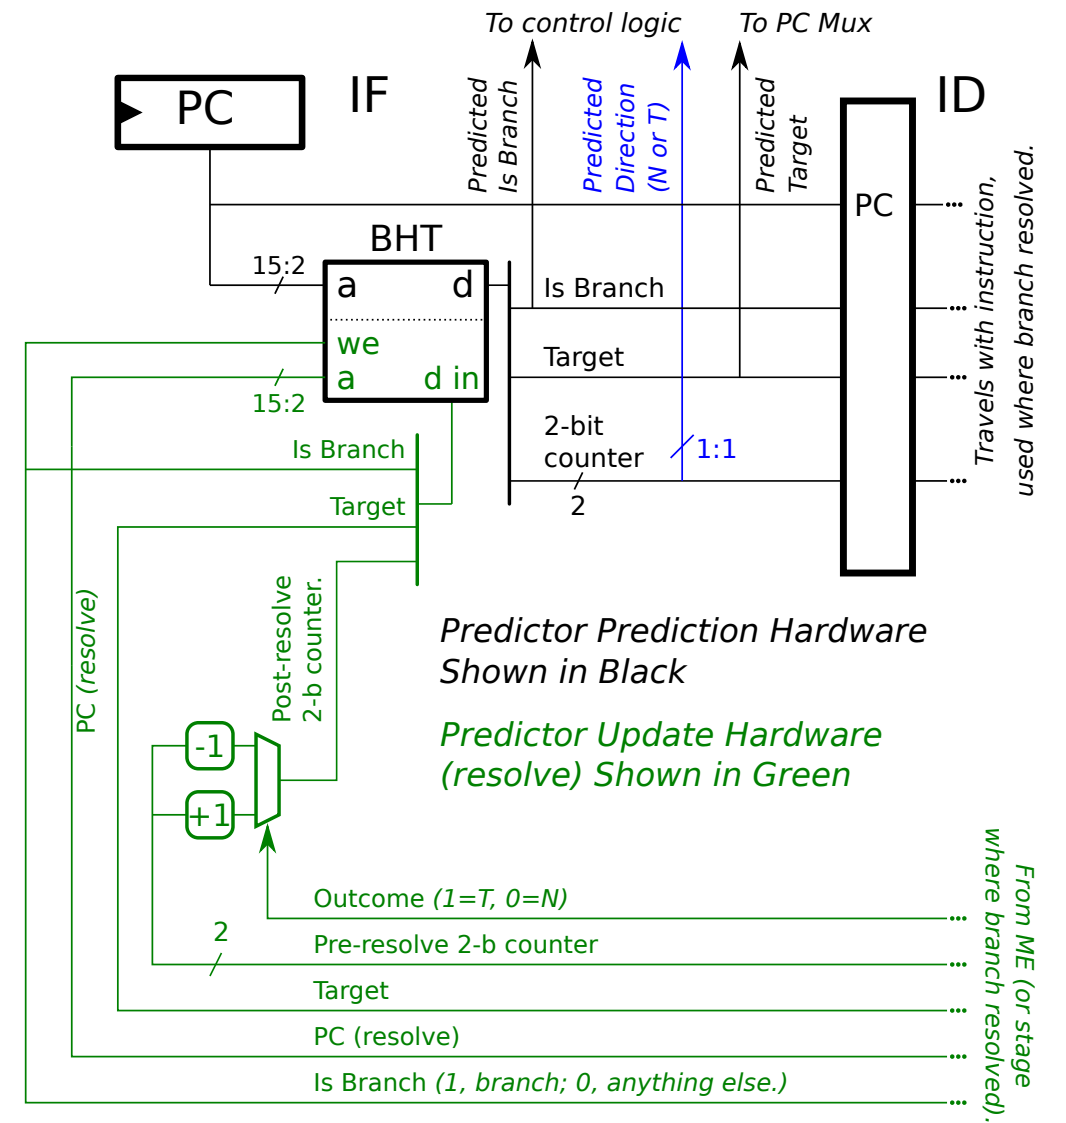 To control logic
To PC Mux
PC
IF
ID
Predicted
Is Branch
Predicted
Direction
(N or T)
Predicted
Target
PC
Travels with instruction,
used where branch resolved.
BHT
15:2
a
d
we
a
d in
15:2
Is Branch
Target
2-bit
counter
2
1:1
Is Branch
Target
Post-resolve
2-b counter.
PC (resolve)
Predictor Prediction Hardware
Shown in Black
Predictor Update Hardware
(resolve) Shown in Green
-1
+1
2
Outcome (1=T, 0=N)
Pre-resolve 2-b counter
Target
PC (resolve)
Is Branch (1, branch; 0, anything else.)
From ME (or stage
where branch resolved).